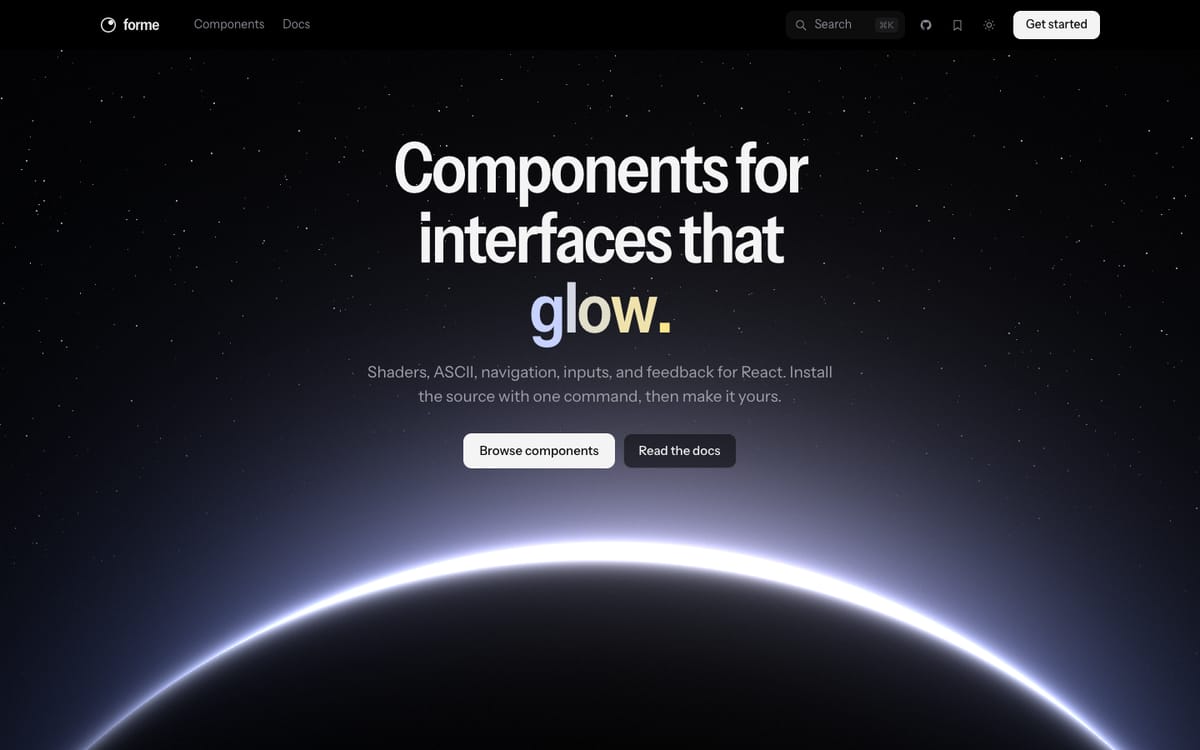 forme
Components
Docs
Search
⌘K
Get started
Components for
interfaces that
glow.
Shaders, ASCII, navigation, inputs, and feedback for React. Install
the source with one command, then make it yours.
Browse components
Read the docs